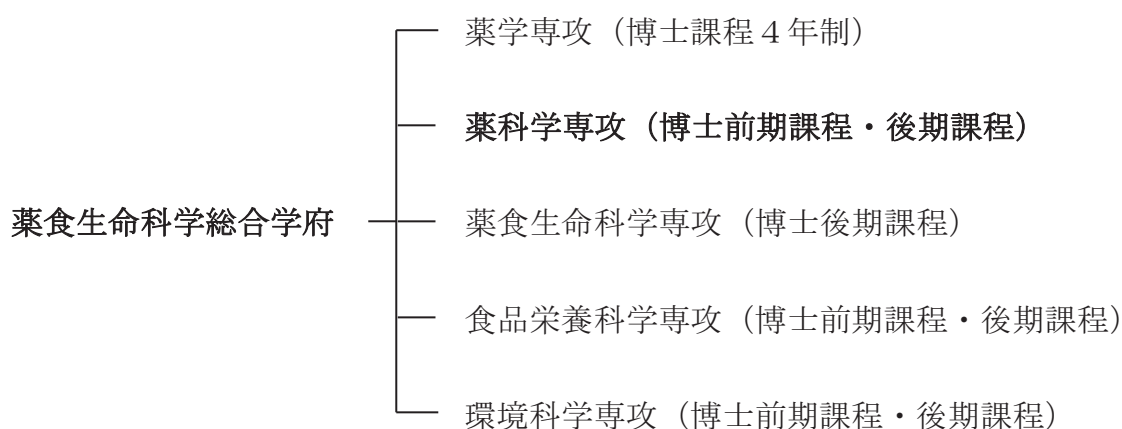 薬学専攻（博士課程４年制）
薬科学専攻（博士前期課程・後期課程）
薬食生命科学総合学府
薬食生命科学専攻（博士後期課程）
食品栄養科学専攻（博士前期課程・後期課程）
環境科学専攻（博士前期課程・後期課程）